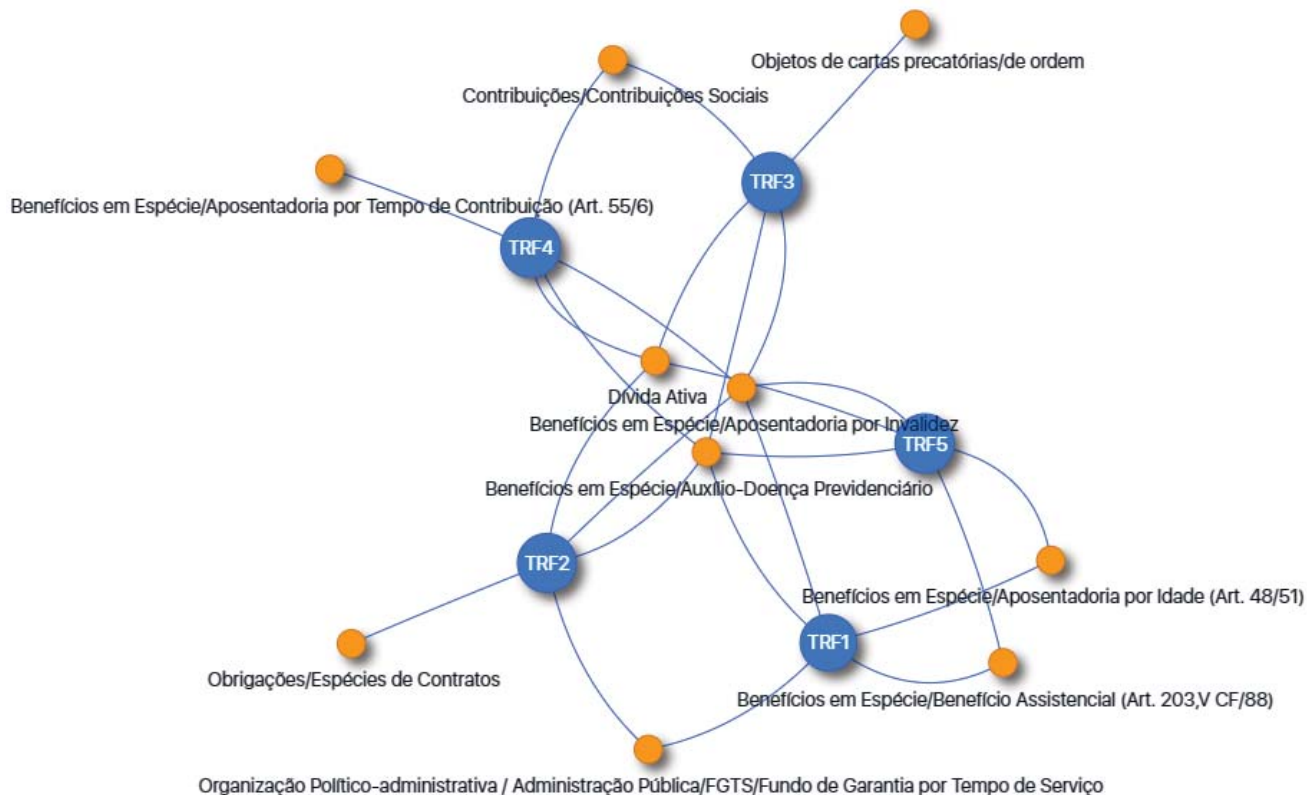 Objetos de cartas precatórias/de ordem
Contribuições/Contribuições Sociais
TRF3
Benefícios em Espécie/Aposentadoria por Tempo de Contribuição (Art. 55/6)
TRF4
Dívida Ativa
Benefícios em Espécie/Aposentadoria por Invalidez
TRF5
Benefícios em Espécie/Auxílio-Doença Previdenciário
TRF2
Benefícios em Espécie/Aposentadoria por Idade (Art. 48/51)
TRF1
Obrigações/Espécies de Contratos
Benefícios em Espécie/Benefício Assistencial (Art. 203,V CF/88)
Organização Político-administrativa / Administração Pública/FGTS/Fundo de Garantia por Tempo de Serviço